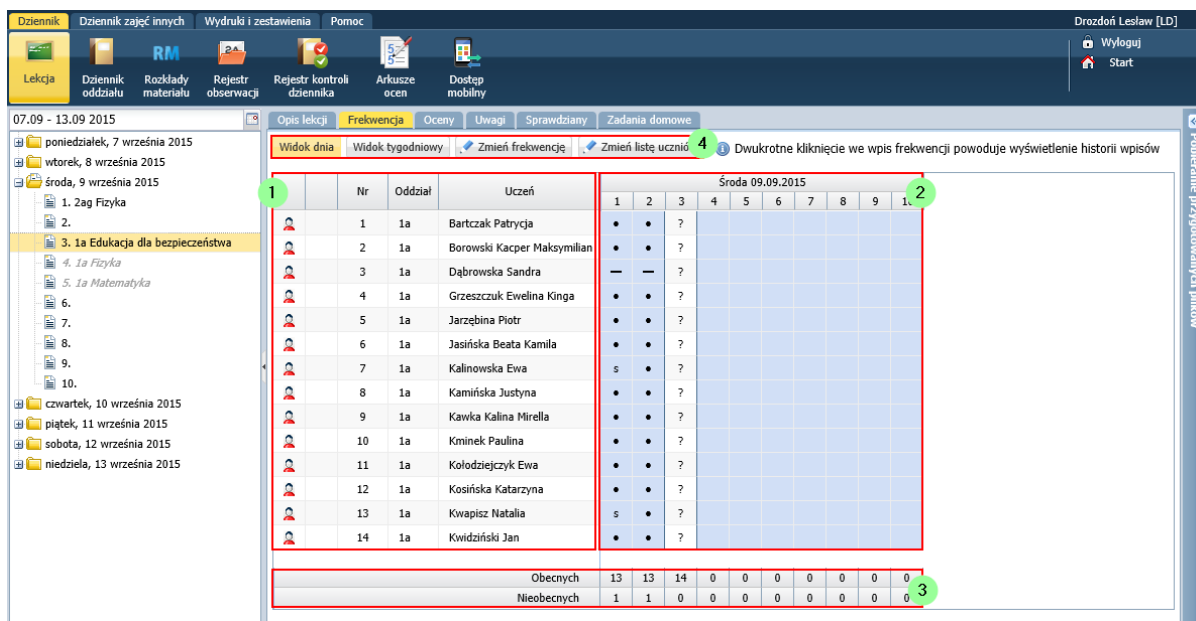 Dziennik Dziennik zajęć innych Wydruki i zestawienia Pomoc Drozdoń Lesław [LD]
RM 24 5
Lekcja Dziennik oddziału Rozkłady materiału Rejestr obserwacji Rejestr kontroli dziennika Arkusze ocen Dostęp mobilny
Wyloguj
Start
07.09 - 13.09 2015
poniedziałek, 7 września 2015
wtorek, 8 września 2015
środa, 9 września 2015
1. 2ag Fizyka
2.
3. 1a Edukacja dla bezpieczeństwa
4. 1a Fizyka
5. 1a Matematyka
6.
7.
8.
9.
10.
czwartek, 10 września 2015
piątek, 11 września 2015
sobota, 12 września 2015
niedziela, 13 września 2015
Opis lekcji Frekwencja Oceny Uwagi Sprawdziany Zadania domowe
Widok dnia Widok tygodniowy Zmień frekwencję Zmień listę uczniów 4 Dwukrotne kliknięcie we wpis frekwencji powoduje wyświetlenie historii wpisów
1 Nr Oddział Uczeń Środa 09.09.2015 2
1 2 3 4 5 6 7 8 9 10
1 1a Bartczak Patrycja • • ?
2 1a Borowski Kacper Maksymilian • • ?
3 1a Dąbrowska Sandra — — ?
4 1a Grzeszczuk Ewelina Kinga • • ?
5 1a Jarzębina Piotr • • ?
6 1a Jasińska Beata Kamila • • ?
7 1a Kalinowska Ewa s • ?
8 1a Kamińska Justyna • • ?
9 1a Kawka Kalina Mirella • • ?
10 1a Kminek Paulina • • ?
11 1a Kołodziejczyk Ewa • • ?
12 1a Kosińska Katarzyna • • ?
13 1a Kwapisz Natalia s • ?
14 1a Kwidziński Jan • • ?
Obecnych 13 13 14 0 0 0 0 0 0 0
Nieobecnych 1 1 0 0 0 0 0 0 0 0
3